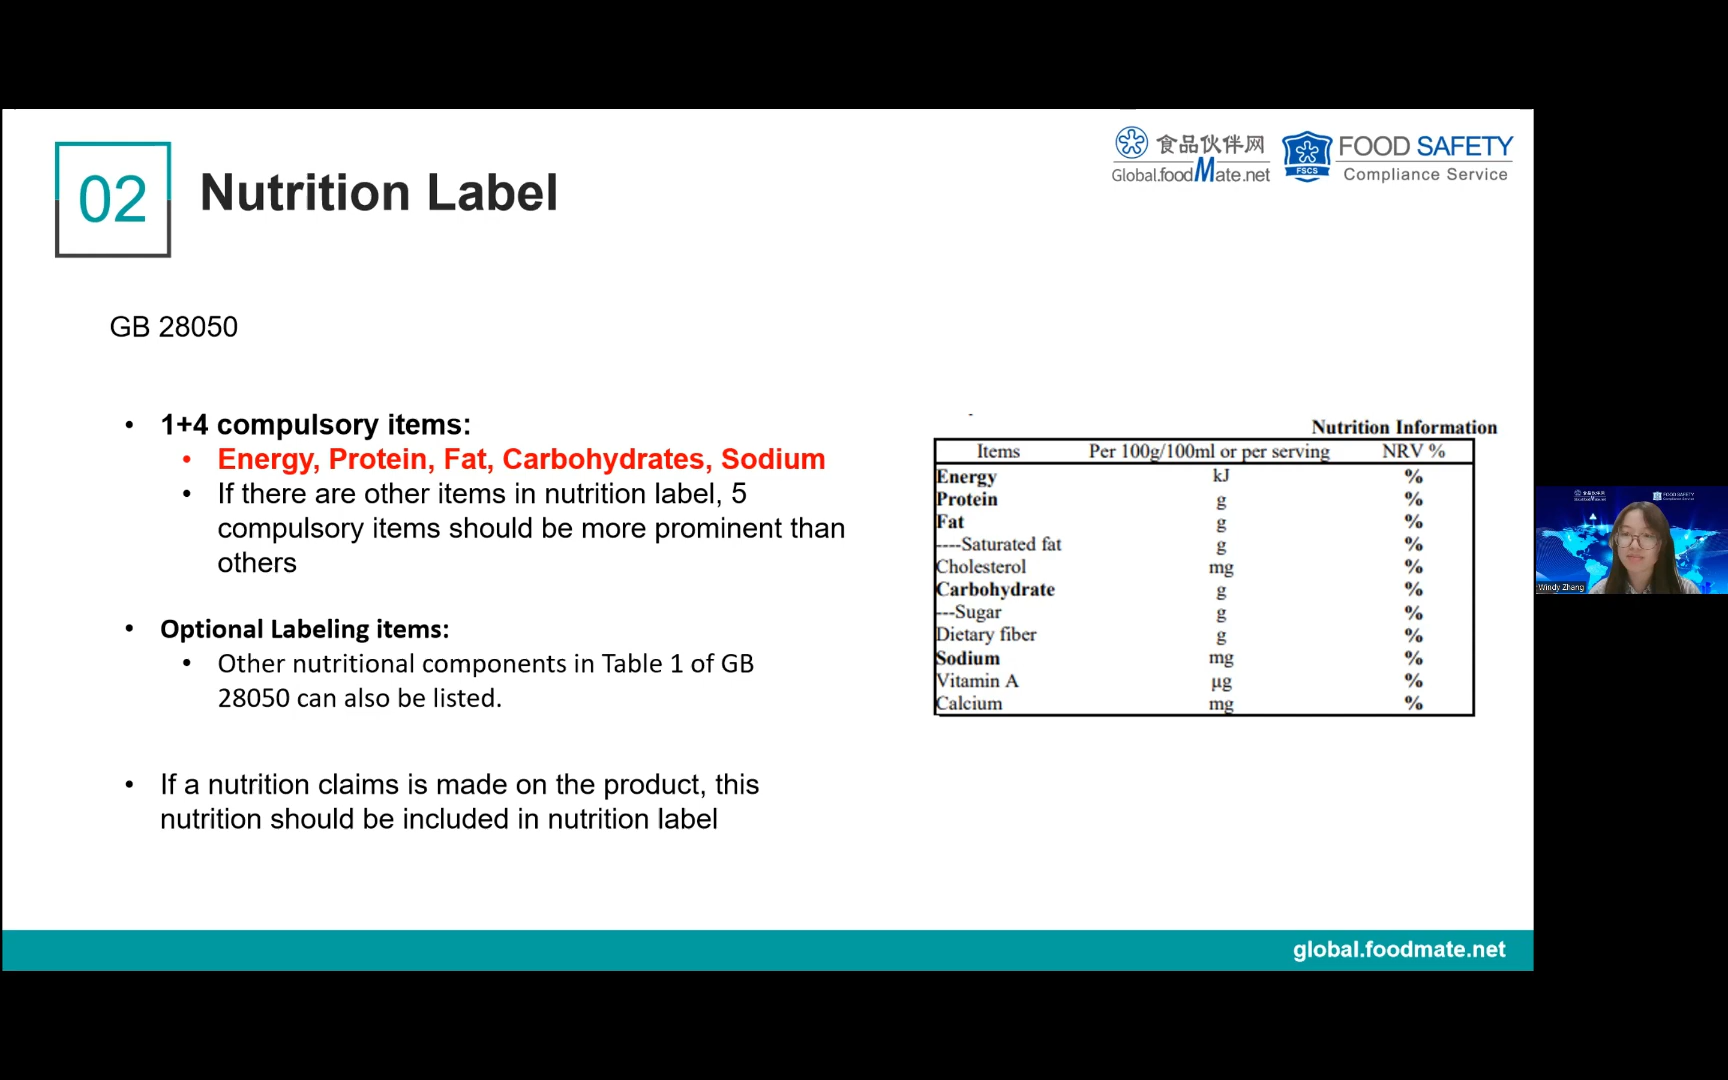 02
Nutrition Label
食品伙伴网
Global.foodMate.net
FSCS
FOOD SAFETY
Compliance Service
GB 28050
• 1+4 compulsory items:
• Energy, Protein, Fat, Carbohydrates, Sodium
• If there are other items in nutrition label, 5
compulsory items should be more prominent than
others
• Optional Labeling items:
• Other nutritional components in Table 1 of GB
28050 can also be listed.
• If a nutrition claims is made on the product, this
nutrition should be included in nutrition label
Nutrition Information
Items Per 100g/100ml or per serving NRV %
Energy kJ %
Protein g %
Fat g %
----Saturated fat g %
Cholesterol mg %
Carbohydrate g %
---Sugar g %
Dietary fiber g %
Sodium mg %
Vitamin A μg %
Calcium mg %
Windy Zhang
global.foodmate.net